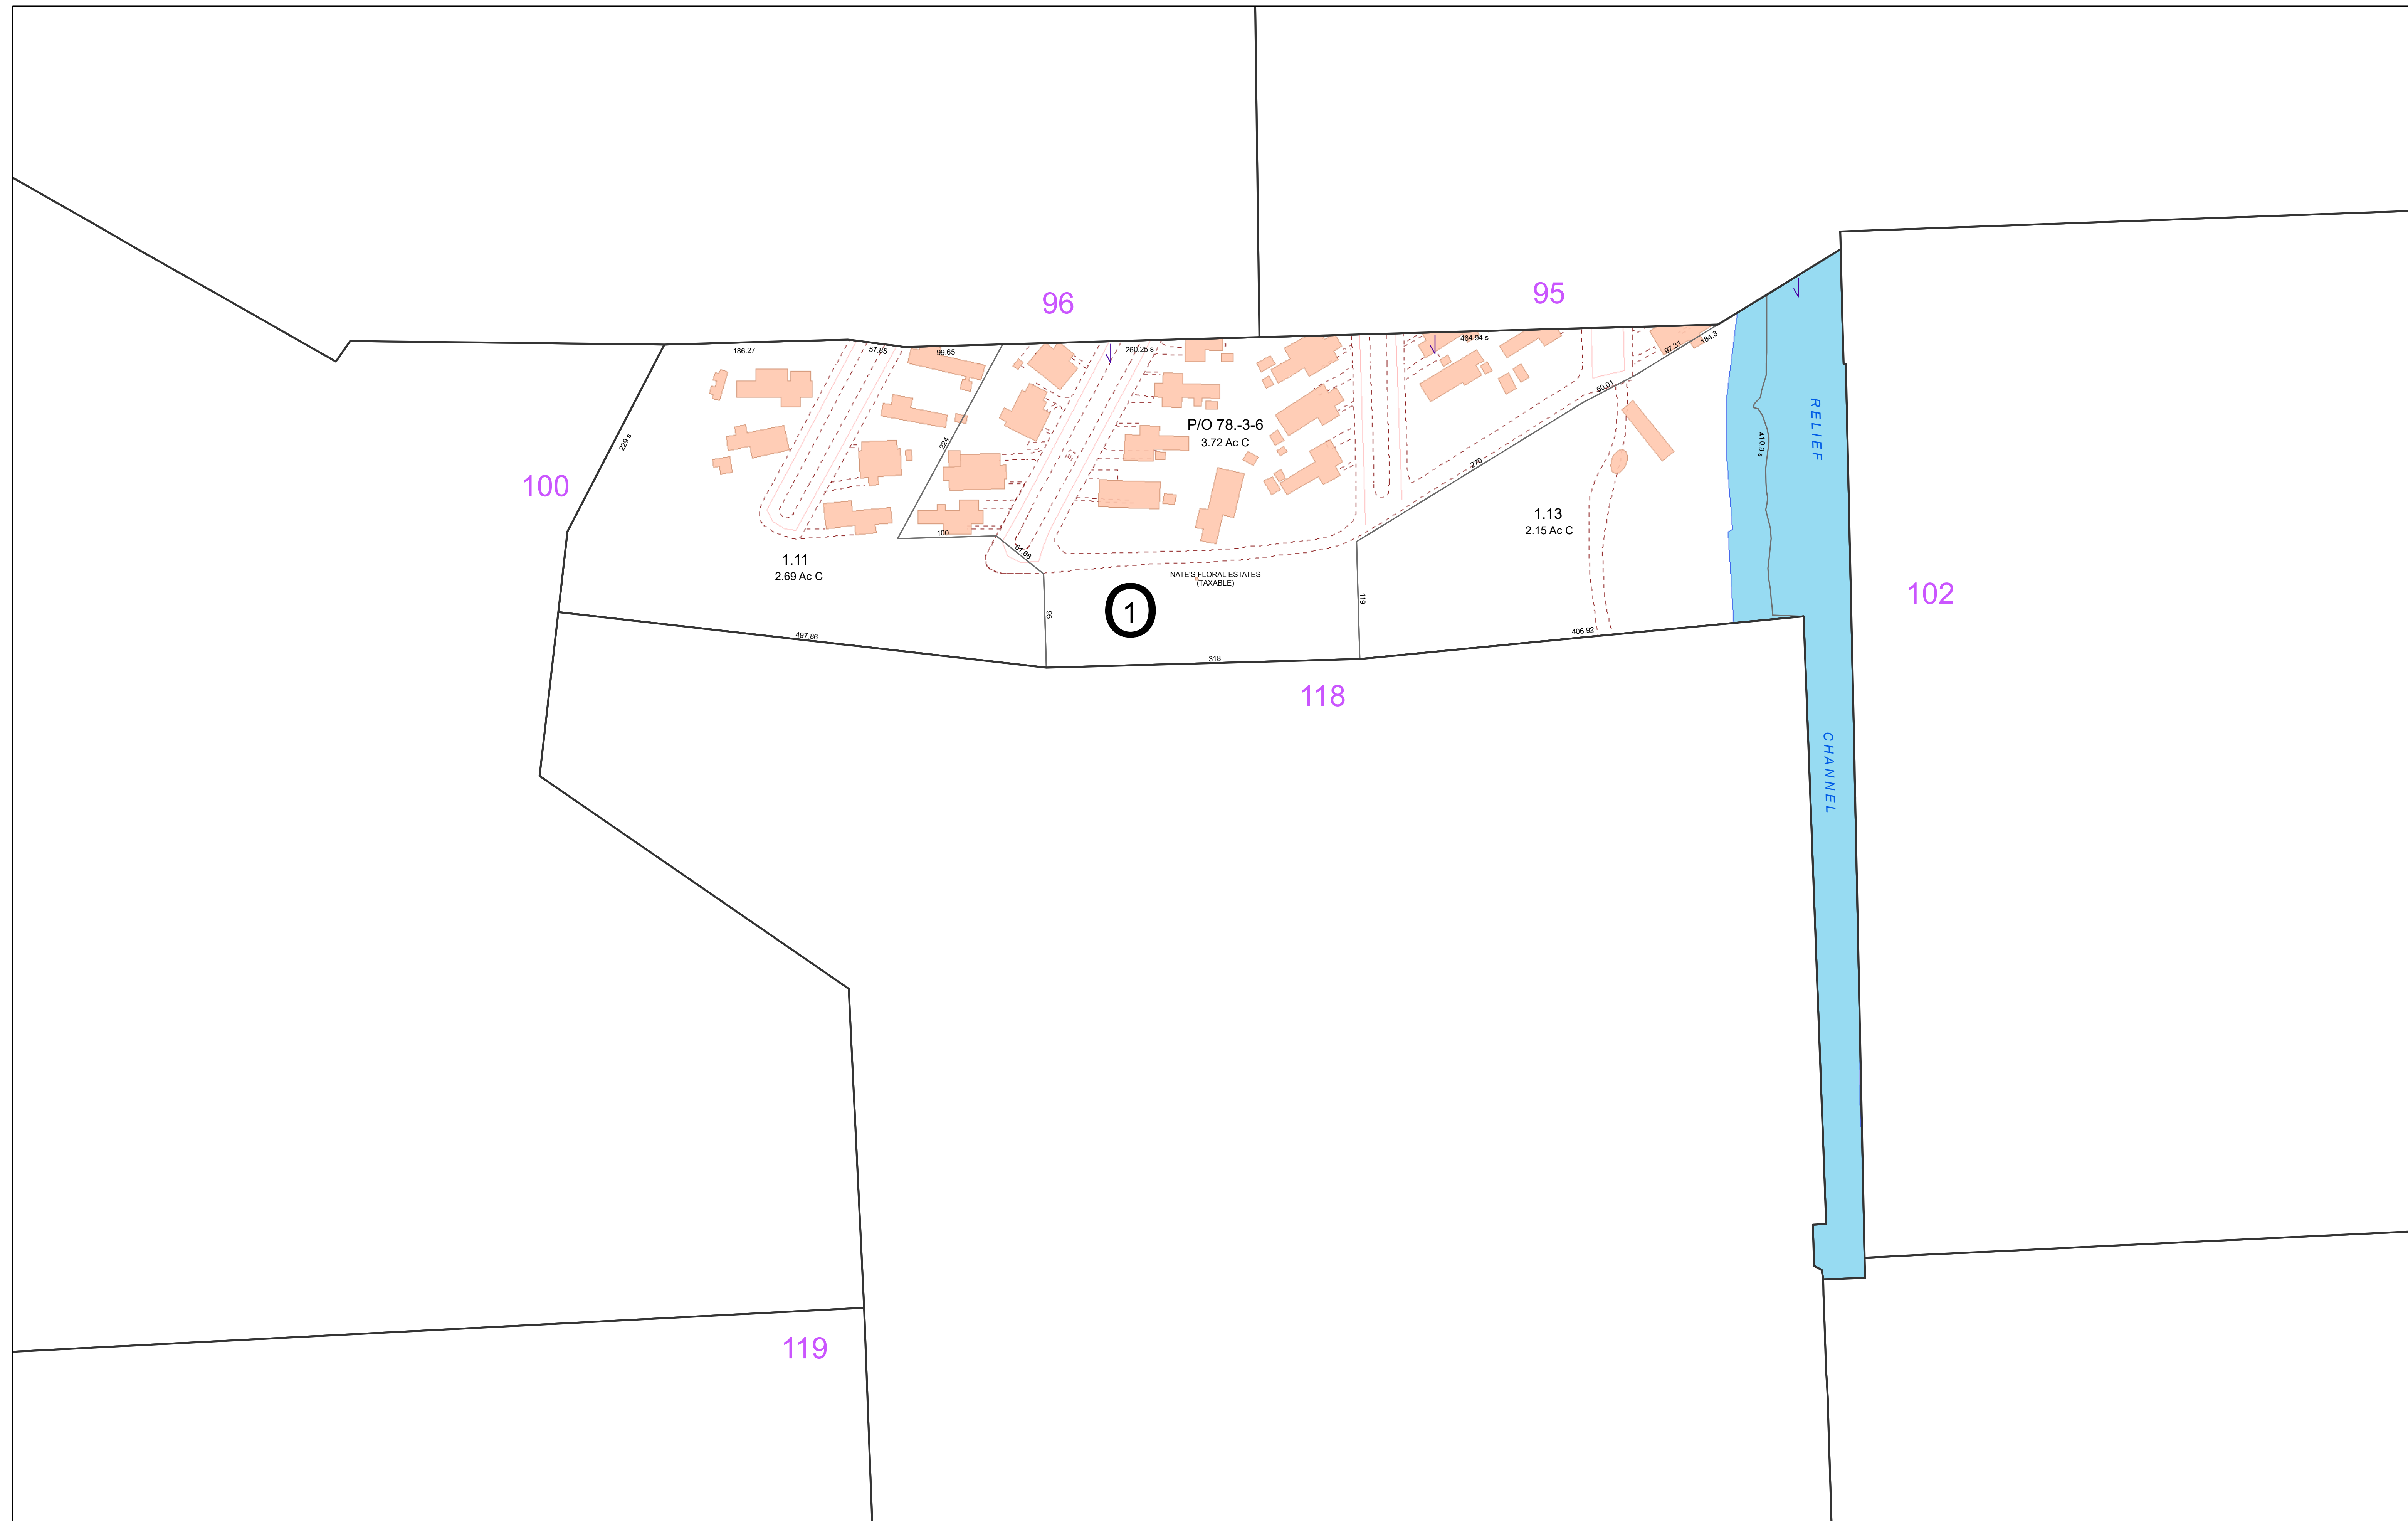 96
95
186.27
57.85
99.65
260.25 s
464.94 s
97.31
184.3
229 s
224
60.01
RELIEF
410.9 s
P/O 78.-3-6
3.72 Ac C
270
100
1.13
2.15 Ac C
100
61.68
1.11
2.69 Ac C
NATE'S FLORAL ESTATES
(TAXABLE)
1
95
119
102
497.86
406.92
318
118
CHANNEL
119